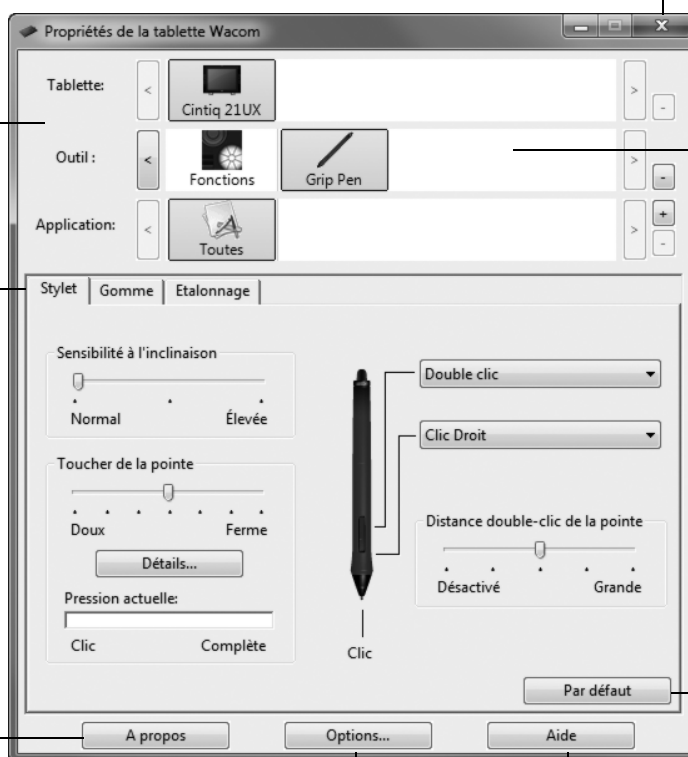 Propriétés de la tablette Wacom
Tablette:
Cintiq 21UX
Outil :
Fonctions
Grip Pen
Application:
Toutes
Stylet
Gomme
Etalonnage
Sensibilité à l'inclinaison
Normal
Élevée
Toucher de la pointe
Doux
Ferme
Détails...
Pression actuelle:
Clic
Complète
Double clic
Clic Droit
Distance double-clic de la pointe
Désactivé
Grande
Clic
Par défaut
A propos
Options...
Aide